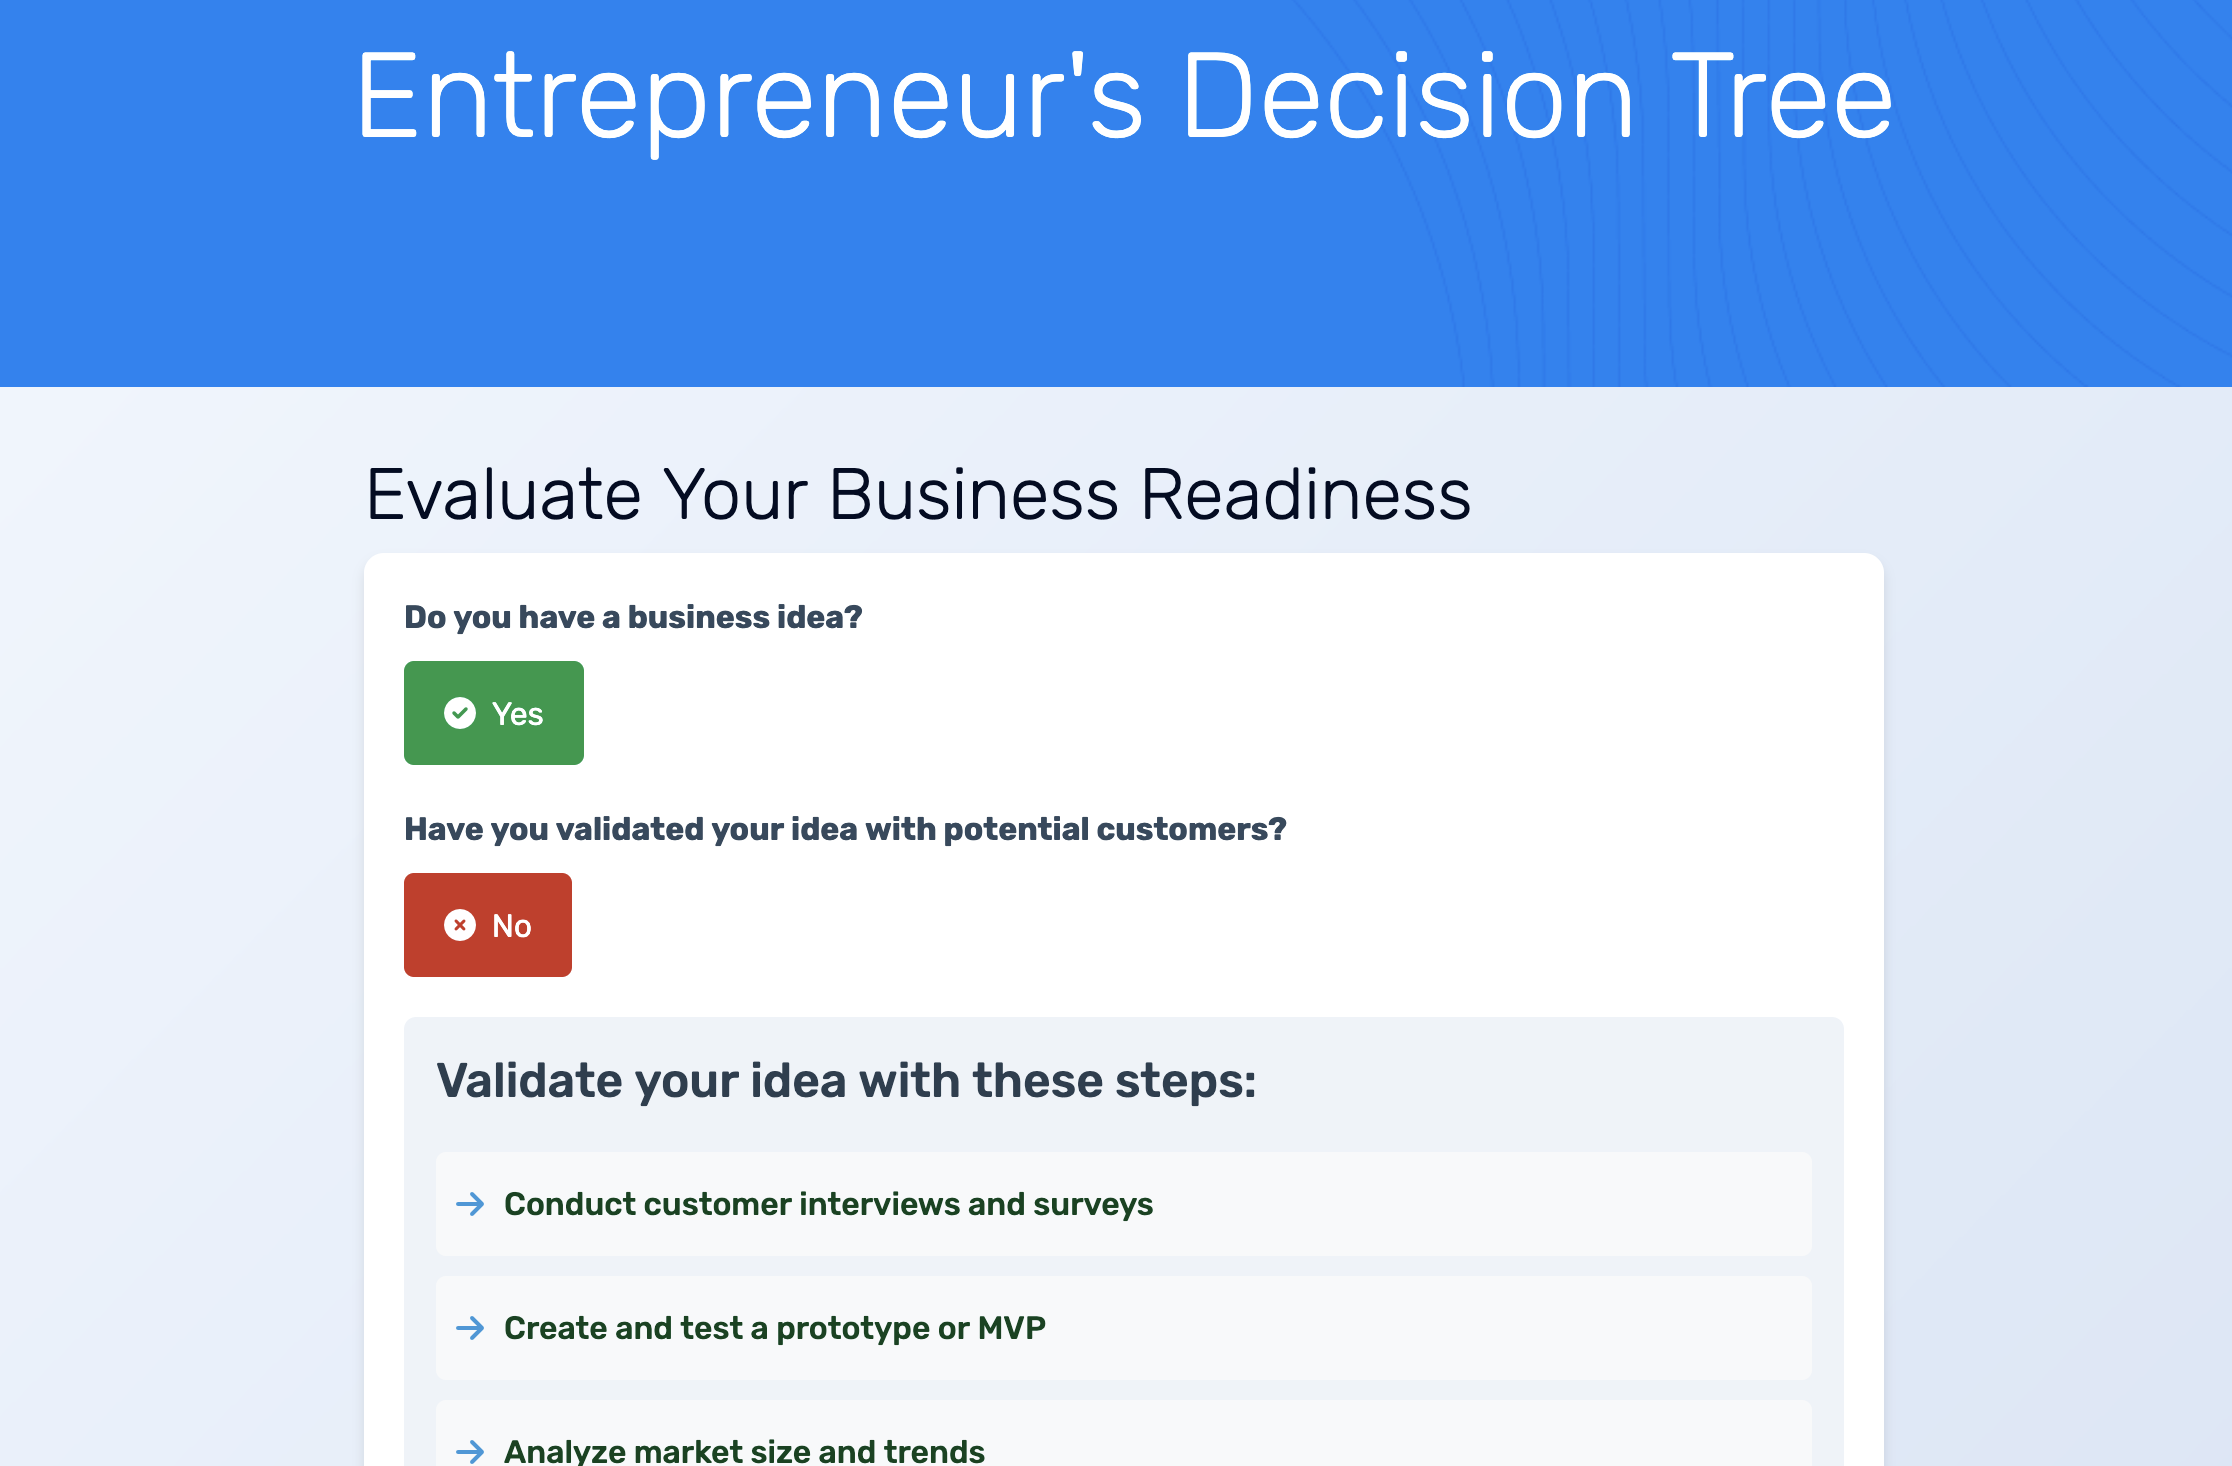 Entrepreneur's Decision Tree
Evaluate Your Business Readiness
Do you have a business idea?
Yes
Have you validated your idea with potential customers?
No
Validate your idea with these steps:
Conduct customer interviews and surveys
Create and test a prototype or MVP
Analyze market size and trends